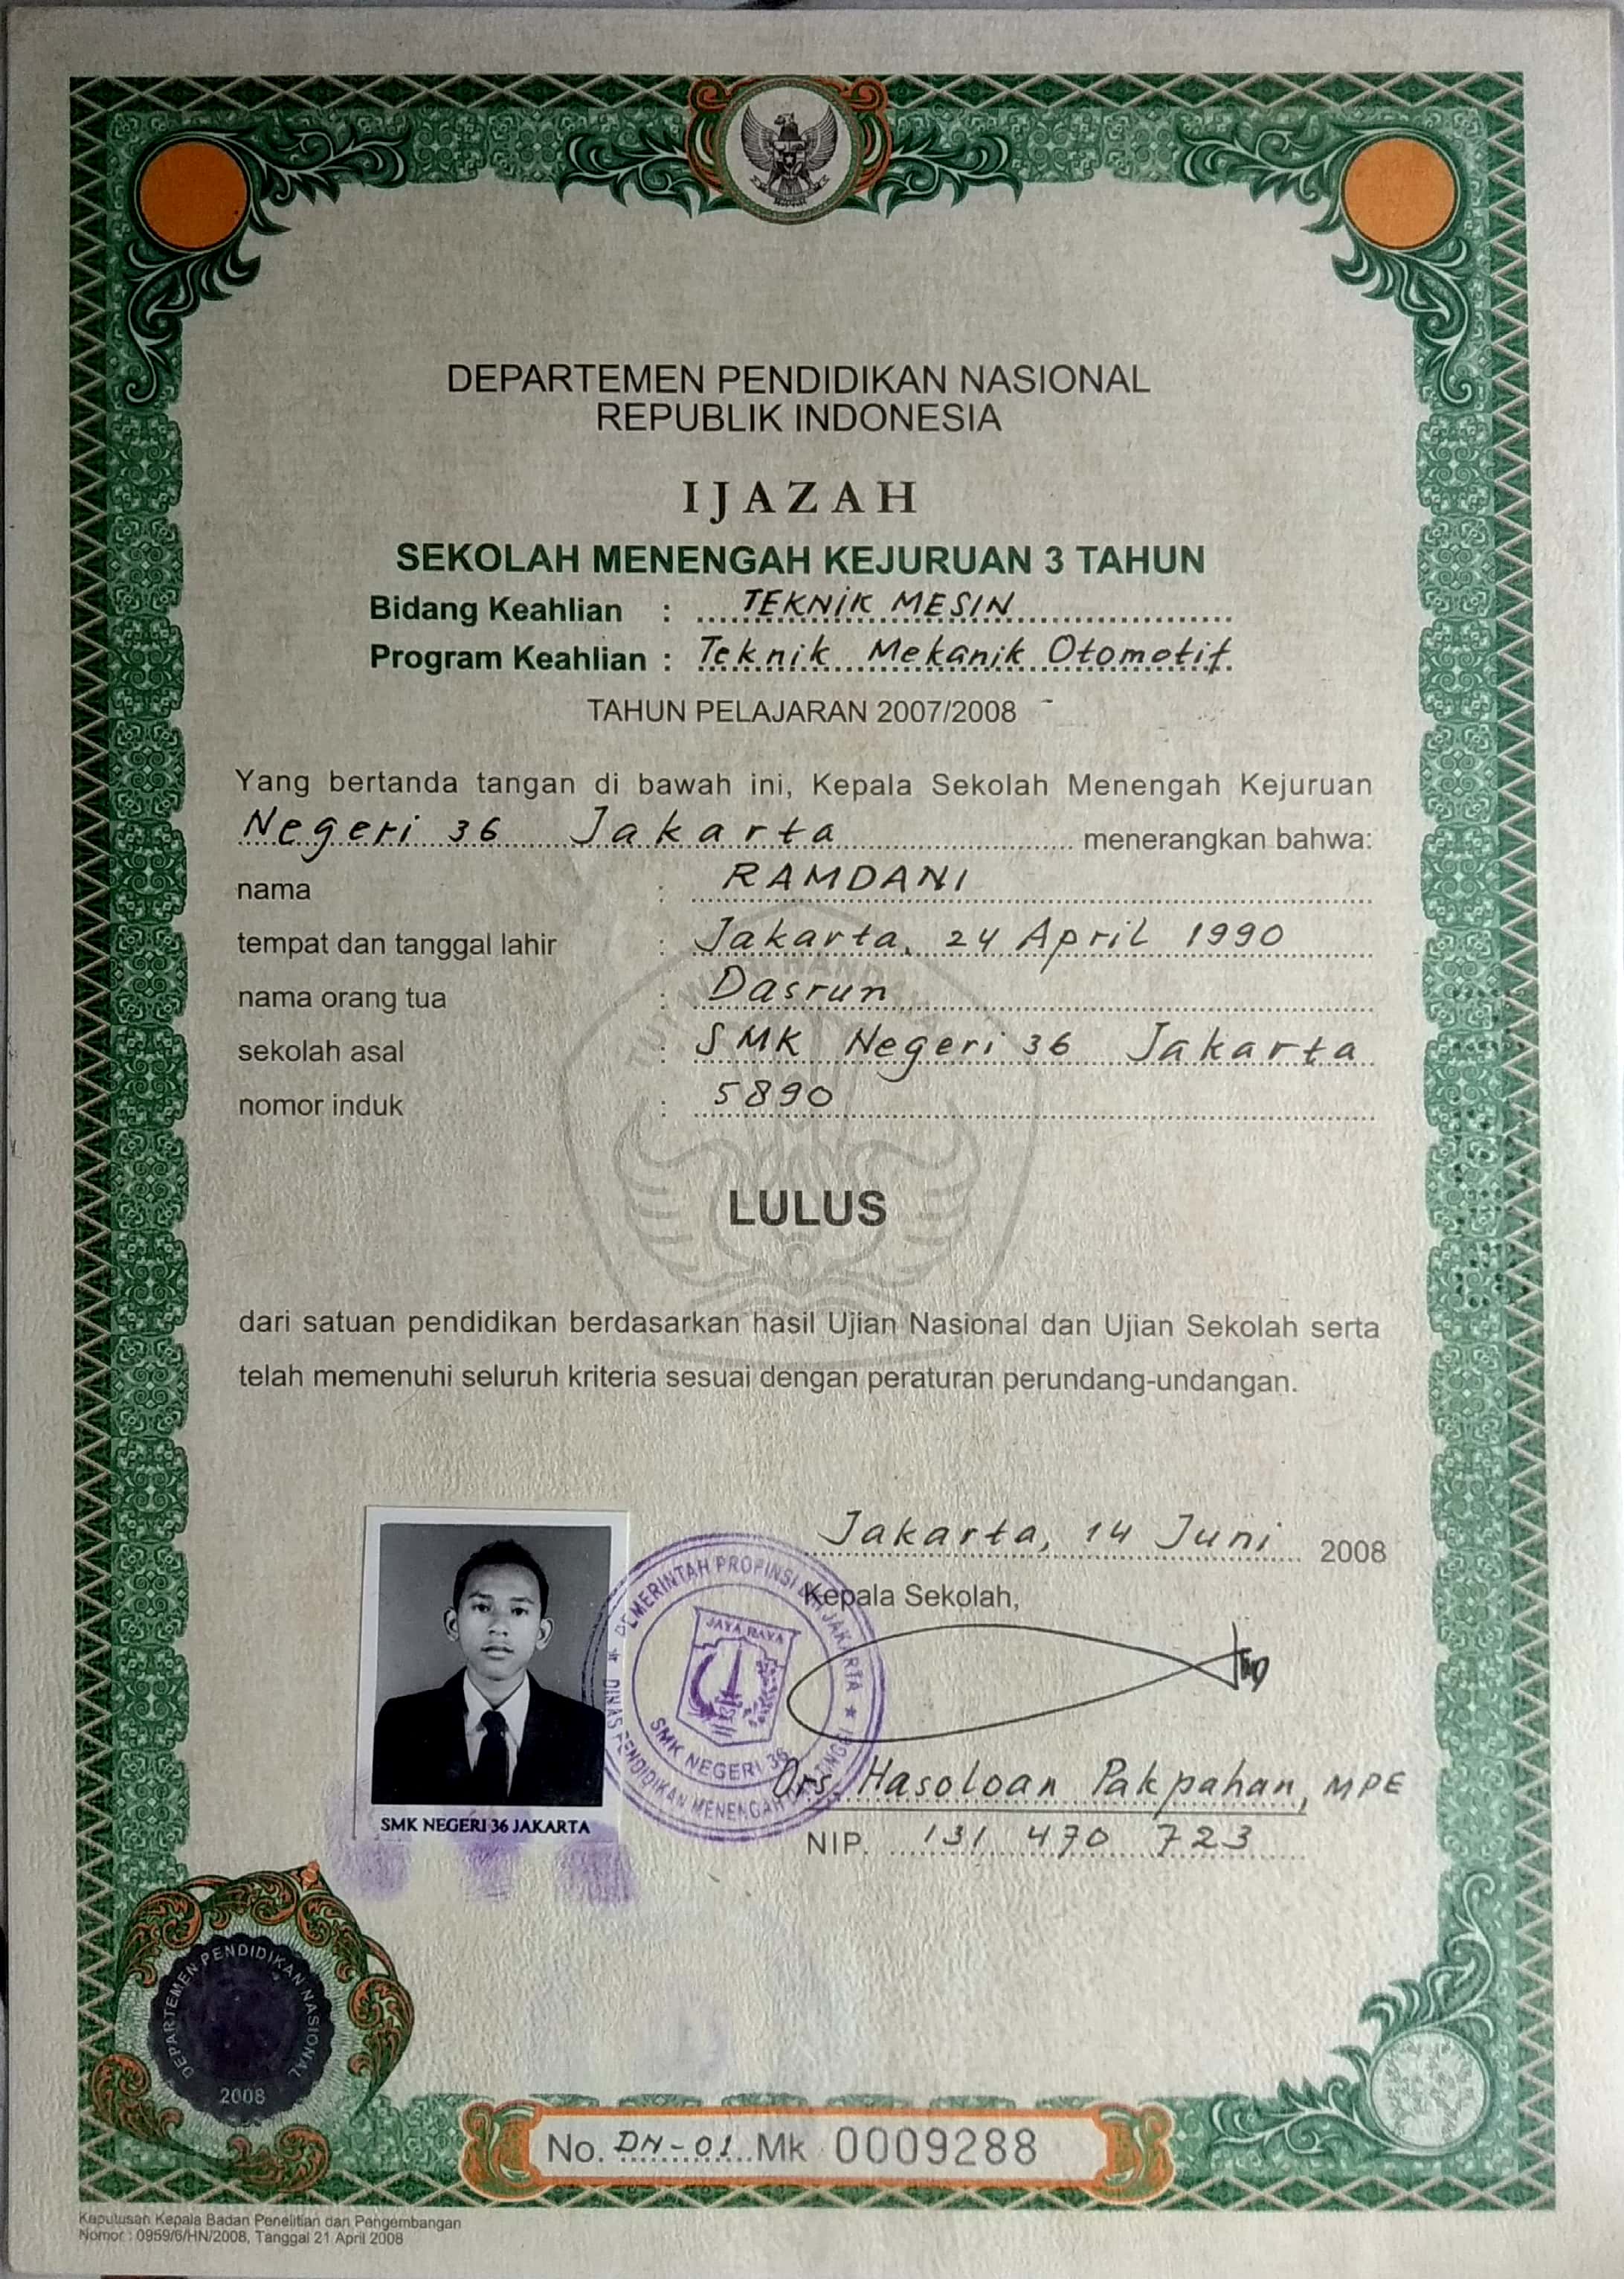 DEPARTEMEN PENDIDIKAN NASIONAL
REPUBLIK INDONESIA
IJAZAH
SEKOLAH MENENGAH KEJURUAN 3 TAHUN
Bidang Keahlian : TEKNIK MESIN
Program Keahlian : Teknik Mekanik Otomotif
TAHUN PELAJARAN 2007/2008
Yang bertanda tangan di bawah ini, Kepala Sekolah Menengah Kejuruan
Negeri 36 Jakarta menerangkan bahwa:
nama : RAMDANI
tempat dan tanggal lahir : Jakarta, 24 April 1990
nama orang tua : Dasrun
sekolah asal : SMK Negeri 36 Jakarta
nomor induk : 5890
LULUS
dari satuan pendidikan berdasarkan hasil Ujian Nasional dan Ujian Sekolah serta
telah memenuhi seluruh kriteria sesuai dengan peraturan perundang-undangan.
Jakarta, 14 Juni 2008
Kepala Sekolah,
PEMERINTAH PROPINSI DKI JAKARTA
JAYA RAYA
SMK NEGERI 36
DINAS PENDIDIKAN MENENGAH TINGGI
Drs. Hasoloan Pakpahan, MPE
NIP. 131 470 723
SMK NEGERI 36 JAKARTA
DEPARTEMEN PENDIDIKAN NASIONAL
2008
No. DN-01 Mk 0009288
Keputusan Kepala Badan Penelitian dan Pengembangan
Nomor : 0959/6/HN/2008, Tanggal 21 April 2008